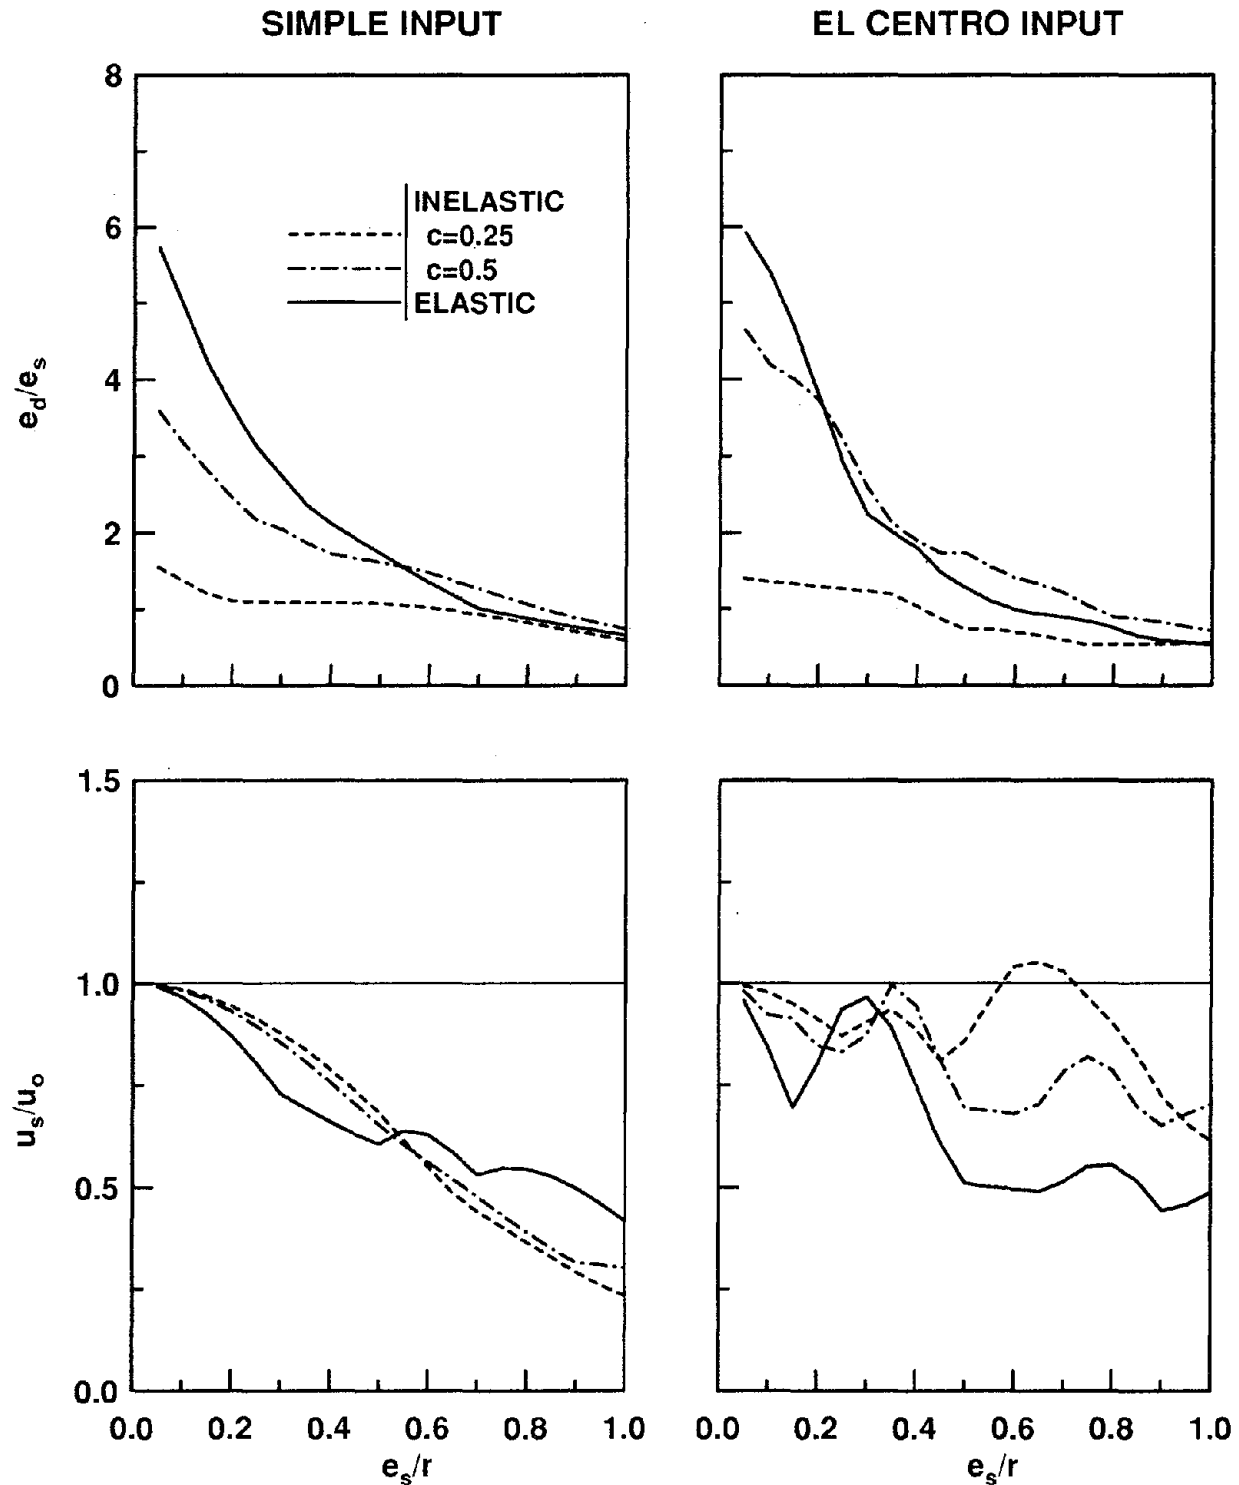 SIMPLE INPUT
EL CENTRO INPUT
8
6
4
2
0
e_d/e_s
INELASTIC
c=0.25
c=0.5
ELASTIC
1.5
1.0
0.5
0.0
u_s/u_o
0.0 0.2 0.4 0.6 0.8 1.0
0.0 0.2 0.4 0.6 0.8 1.0
e_s/r
e_s/r